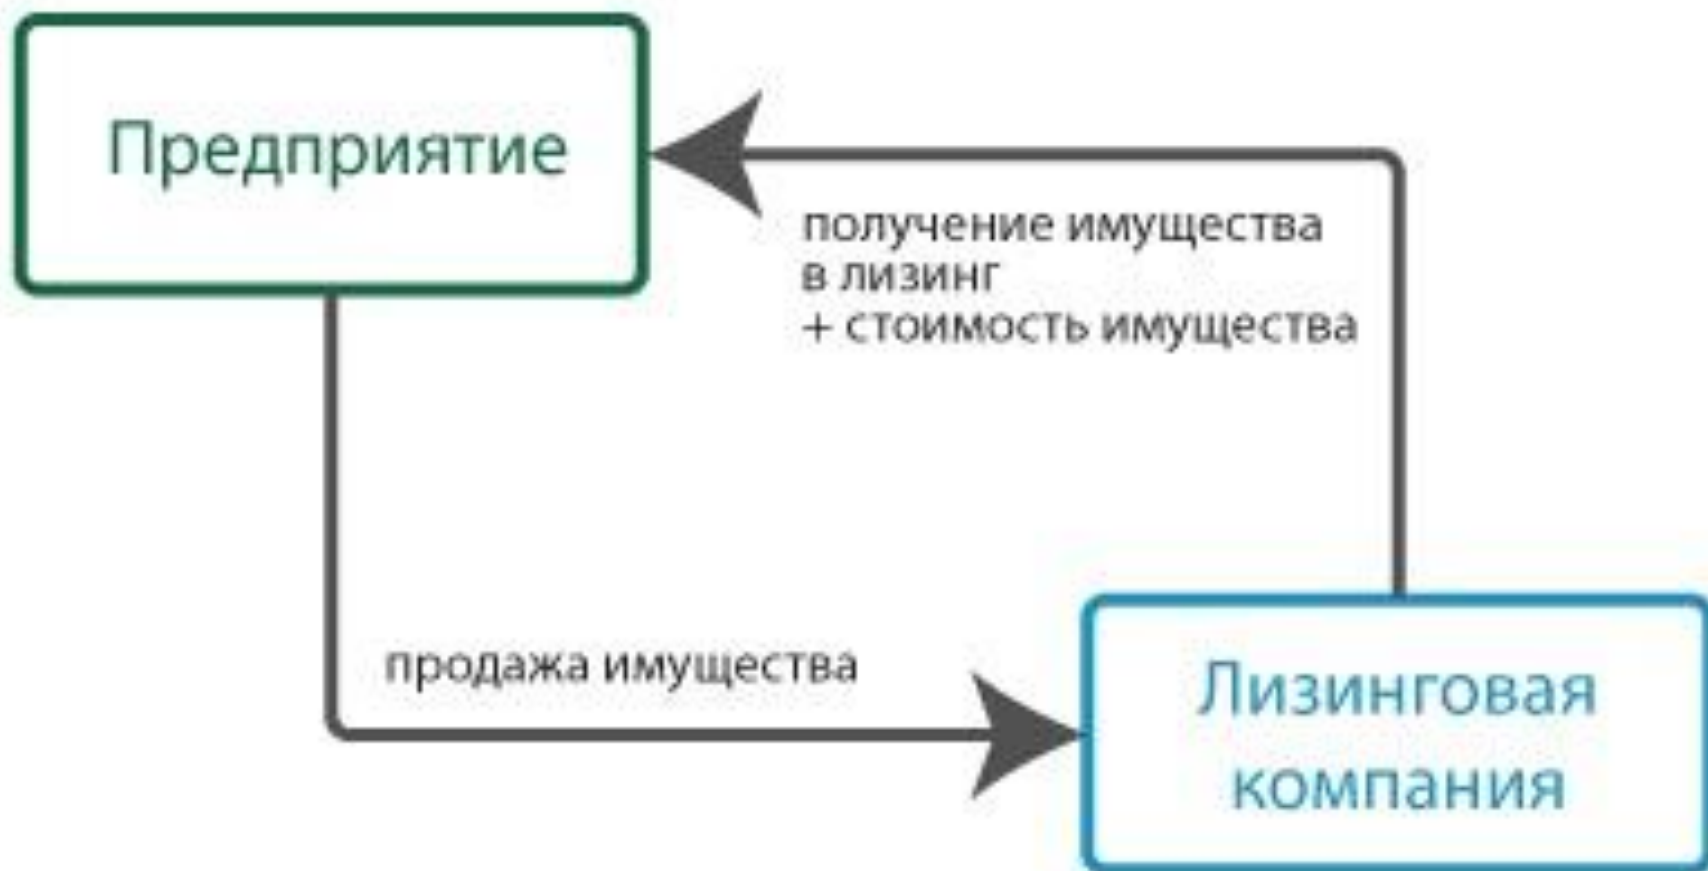 Предприятие
получение имущества
в лизинг
+ стоимость имущества
продажа имущества
Лизинговая
компания